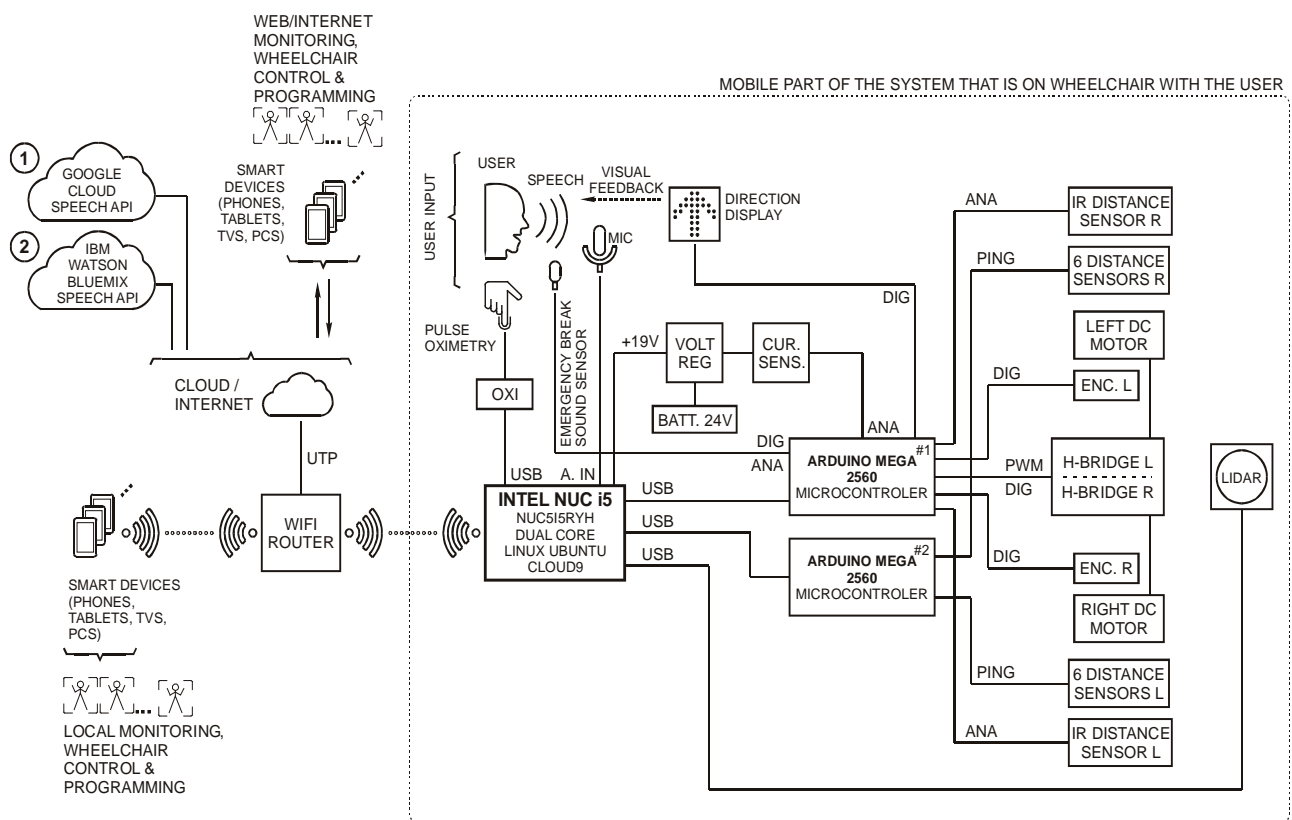 WEB/INTERNET
MONITORING,
WHEELCHAIR
CONTROL &
PROGRAMMING
...
MOBILE PART OF THE SYSTEM THAT IS ON WHEELCHAIR WITH THE USER
1
GOOGLE
CLOUD
SPEECH API
2
IBM
WATSON
BLUEMIX
SPEECH API
SMART
DEVICES
(PHONES,
TABLETS,
TVS, PCS)
CLOUD /
INTERNET
UTP
WIFI
ROUTER
SMART DEVICES
(PHONES,
TABLETS, TVS,
PCS)
...
LOCAL MONITORING,
WHEELCHAIR
CONTROL &
PROGRAMMING
USER INPUT
USER
SPEECH
VISUAL
FEEDBACK
DIRECTION
DISPLAY
MIC
PULSE
OXIMETRY
OXI
EMERGENCY BREAK
SOUND SENSOR
+19V
VOLT
REG
CUR.
SENS.
BATT. 24V
DIG
ANA
DIG
ANA
USB
A. IN
INTEL NUC i5
NUC5I5RYH
DUAL CORE
LINUX UBUNTU
CLOUD9
USB
USB
USB
#1
ARDUINO MEGA
2560
MICROCONTROLER
#2
ARDUINO MEGA
2560
MICROCONTROLER
ANA
IR DISTANCE
SENSOR R
PING
6 DISTANCE
SENSORS R
LEFT DC
MOTOR
DIG
ENC. L
PWM
DIG
H-BRIDGE L
H-BRIDGE R
LIDAR
DIG
ENC. R
RIGHT DC
MOTOR
PING
6 DISTANCE
SENSORS L
ANA
IR DISTANCE
SENSOR L